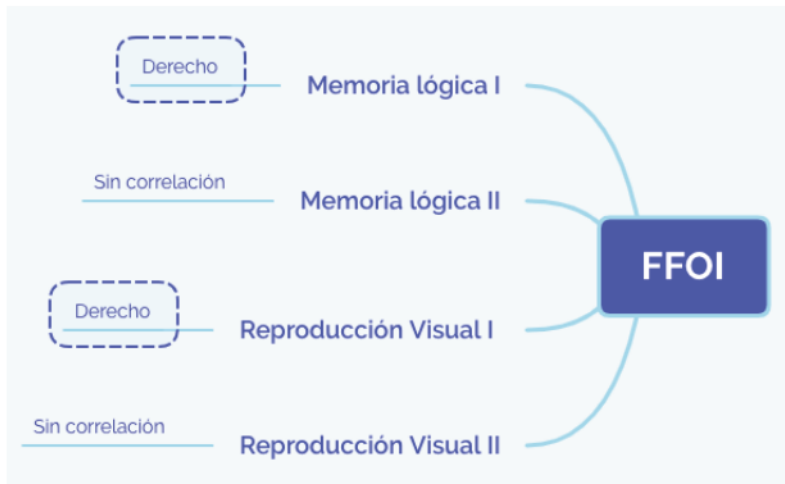 Derecho
Memoria lógica I
Sin correlación
Memoria lógica II
FFOI
Derecho
Reproducción Visual I
Sin correlación
Reproducción Visual II